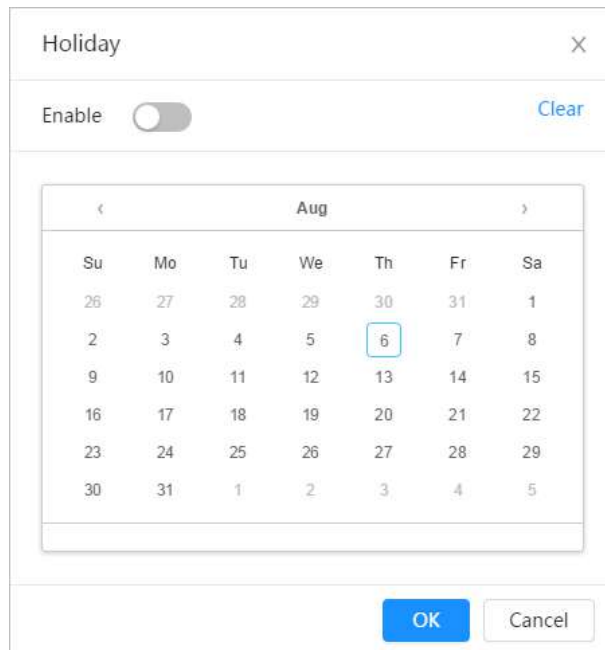 Holiday
Enable Clear
‹ Aug ›
Su Mo Tu We Th Fr Sa
26 27 28 29 30 31 1
2 3 4 5 6 7 8
9 10 11 12 13 14 15
16 17 18 19 20 21 22
23 24 25 26 27 28 29
30 31 1 2 3 4 5
OK Cancel